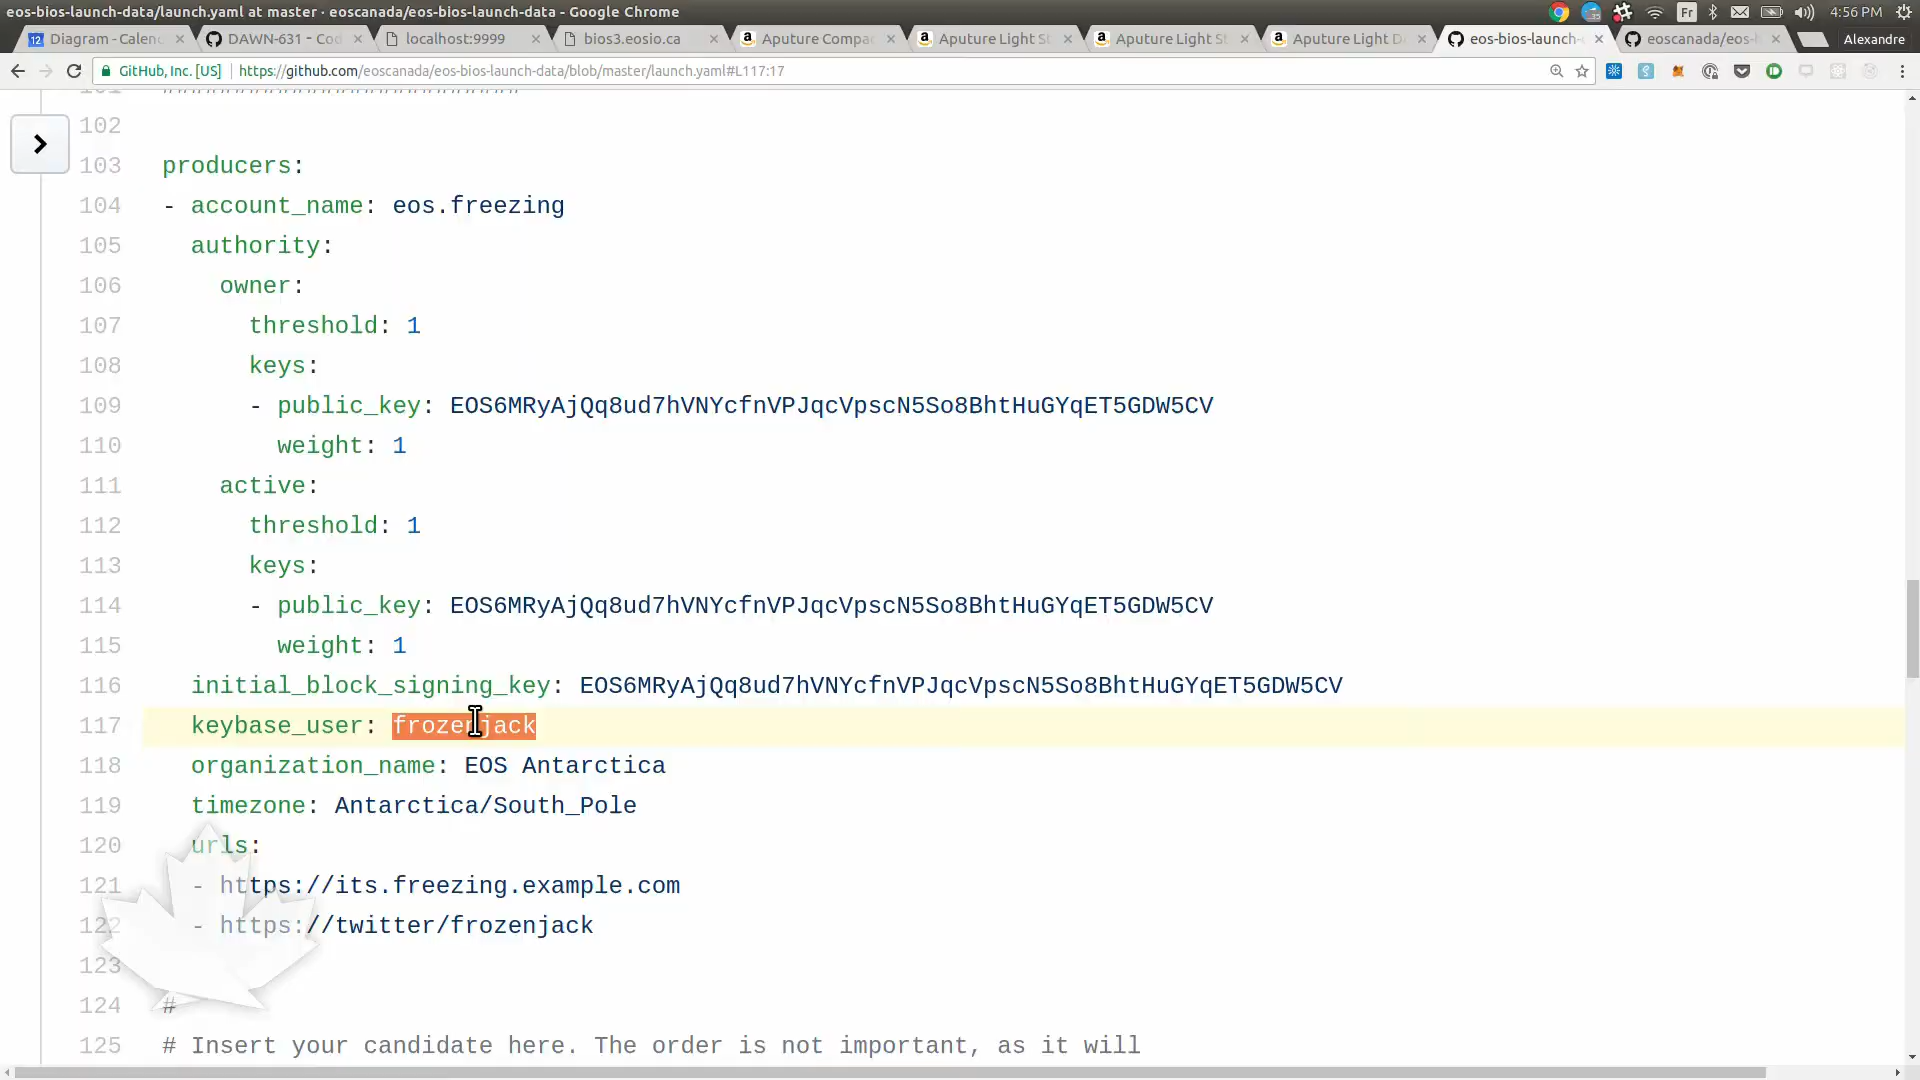 eos-bios-launch-data/launch.yaml at master · eoscanada/eos-bios-launch-data - Google Chrome
Fr
4:56 PM
12 Diagram - Calen
DAWN-631 - Cod
localhost:9999
bios3.eosio.ca
Aputure Compa
Aputure Light S
Aputure Light S
Aputure Light D
eos-bios-launch-
eoscanada/eos-
Alexandre
GitHub, Inc. [US]
https://github.com/eoscanada/eos-bios-launch-data/blob/master/launch.yaml#L117:17
102
103 producers:
104 - account_name: eos.freezing
105 authority:
106 owner:
107 threshold: 1
108 keys:
109 - public_key: EOS6MRyAjQq8ud7hVNYcfnVPJqcVpscN5So8BhtHuGYqET5GDW5CV
110 weight: 1
111 active:
112 threshold: 1
113 keys:
114 - public_key: EOS6MRyAjQq8ud7hVNYcfnVPJqcVpscN5So8BhtHuGYqET5GDW5CV
115 weight: 1
116 initial_block_signing_key: EOS6MRyAjQq8ud7hVNYcfnVPJqcVpscN5So8BhtHuGYqET5GDW5CV
117 keybase_user: frozenjack
118 organization_name: EOS Antarctica
119 timezone: Antarctica/South_Pole
120 urls:
121 - https://its.freezing.example.com
122 - https://twitter/frozenjack
123
124 #
125 # Insert your candidate here. The order is not important, as it will